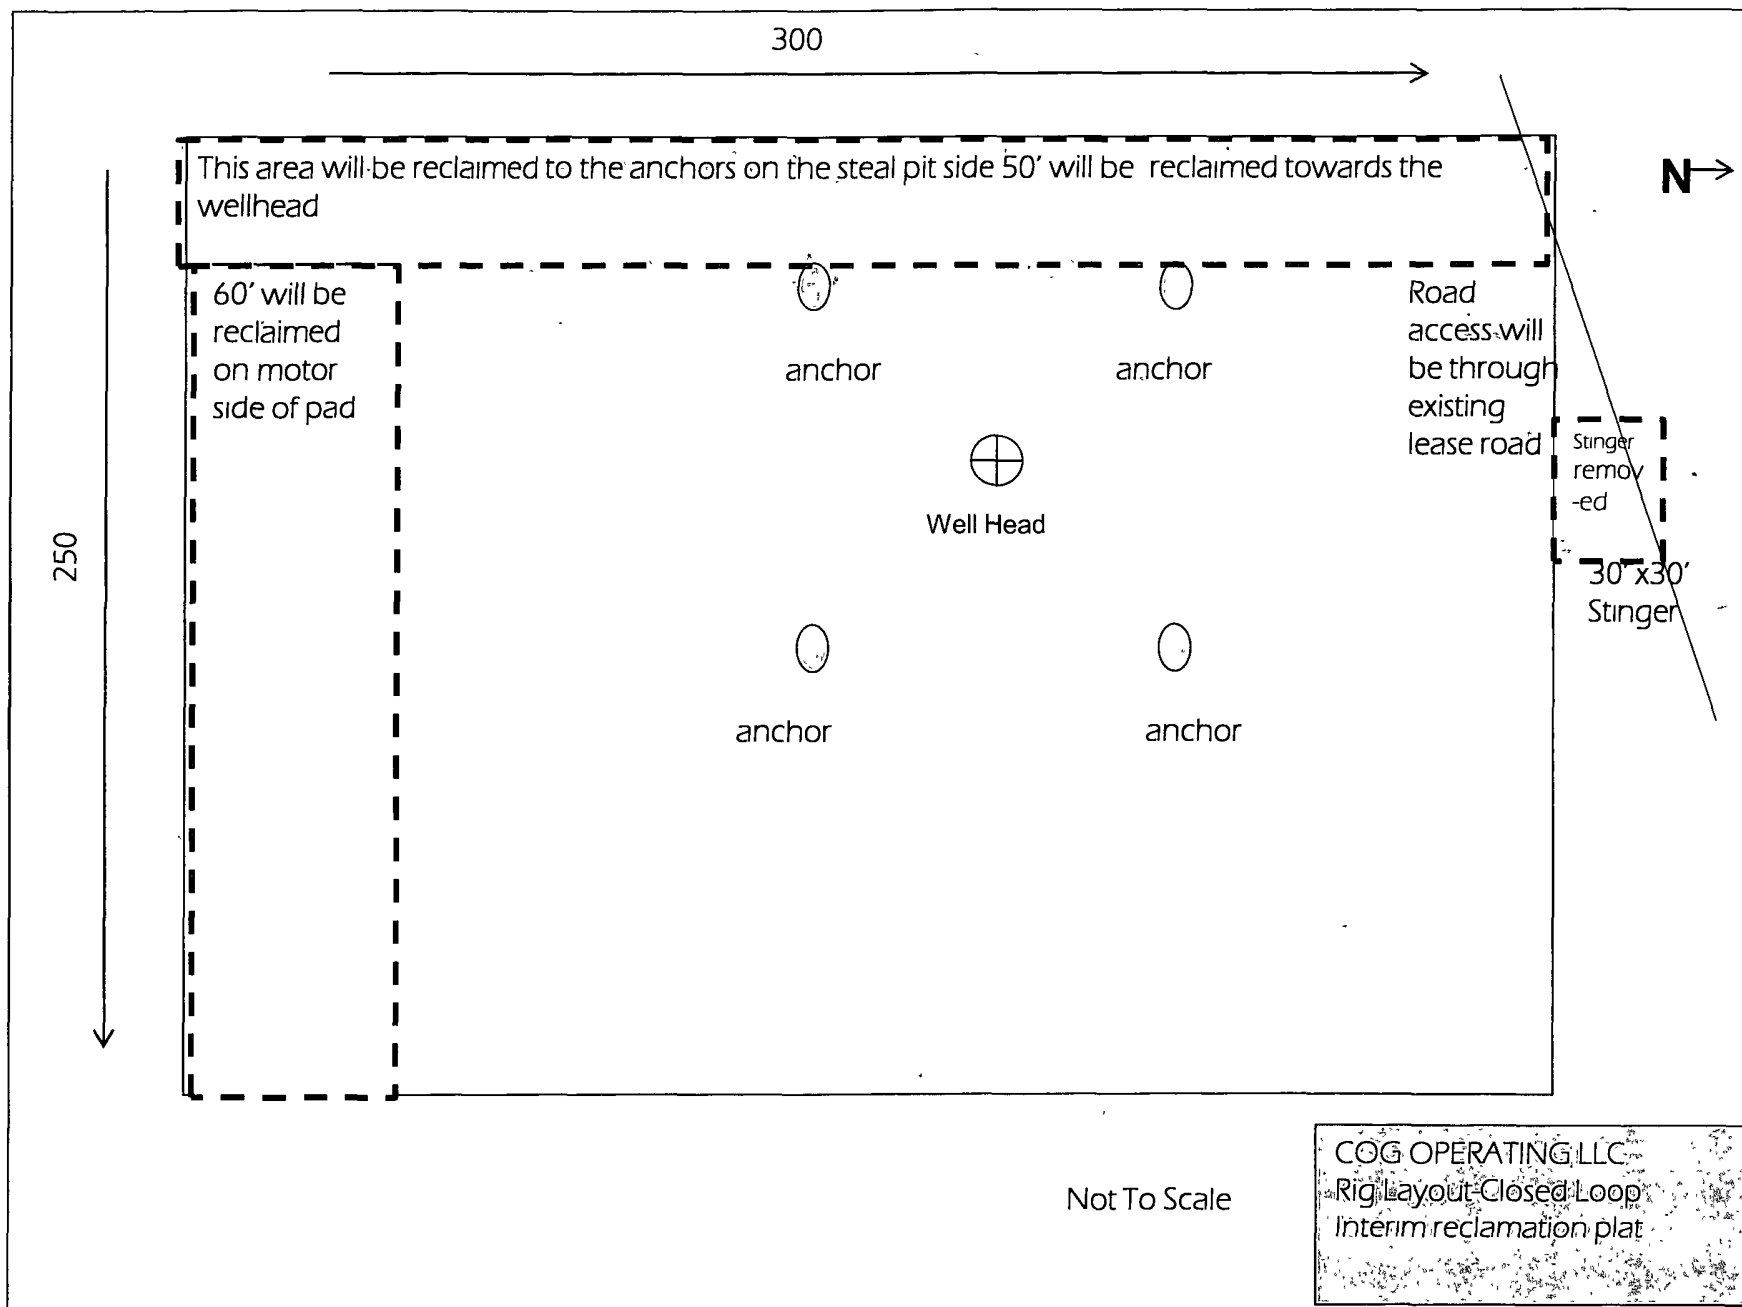 300
This area will be reclaimed to the anchors on the steal pit side 50' will be reclaimed towards the
wellhead
N
60' will be
reclaimed
on motor
side of pad
anchor
anchor
Road
access will
be through
existing
lease road
Stinger
remov
-ed
Well Head
250
30' x30'
Stinger
anchor
anchor
Not To Scale
COG OPERATING LLC
Rig Layout-Closed Loop
Interim reclamation plat